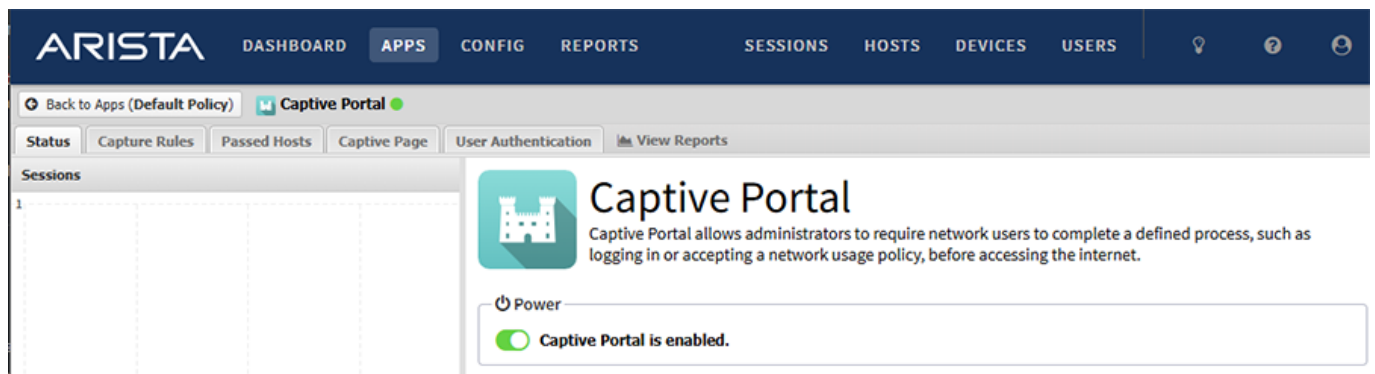 ARISTA DASHBOARD APPS CONFIG REPORTS SESSIONS HOSTS DEVICES USERS
Back to Apps (Default Policy) Captive Portal
Status Capture Rules Passed Hosts Captive Page User Authentication View Reports
Sessions
1
Captive Portal
Captive Portal allows administrators to require network users to complete a defined process, such as
logging in or accepting a network usage policy, before accessing the internet.
Power
Captive Portal is enabled.